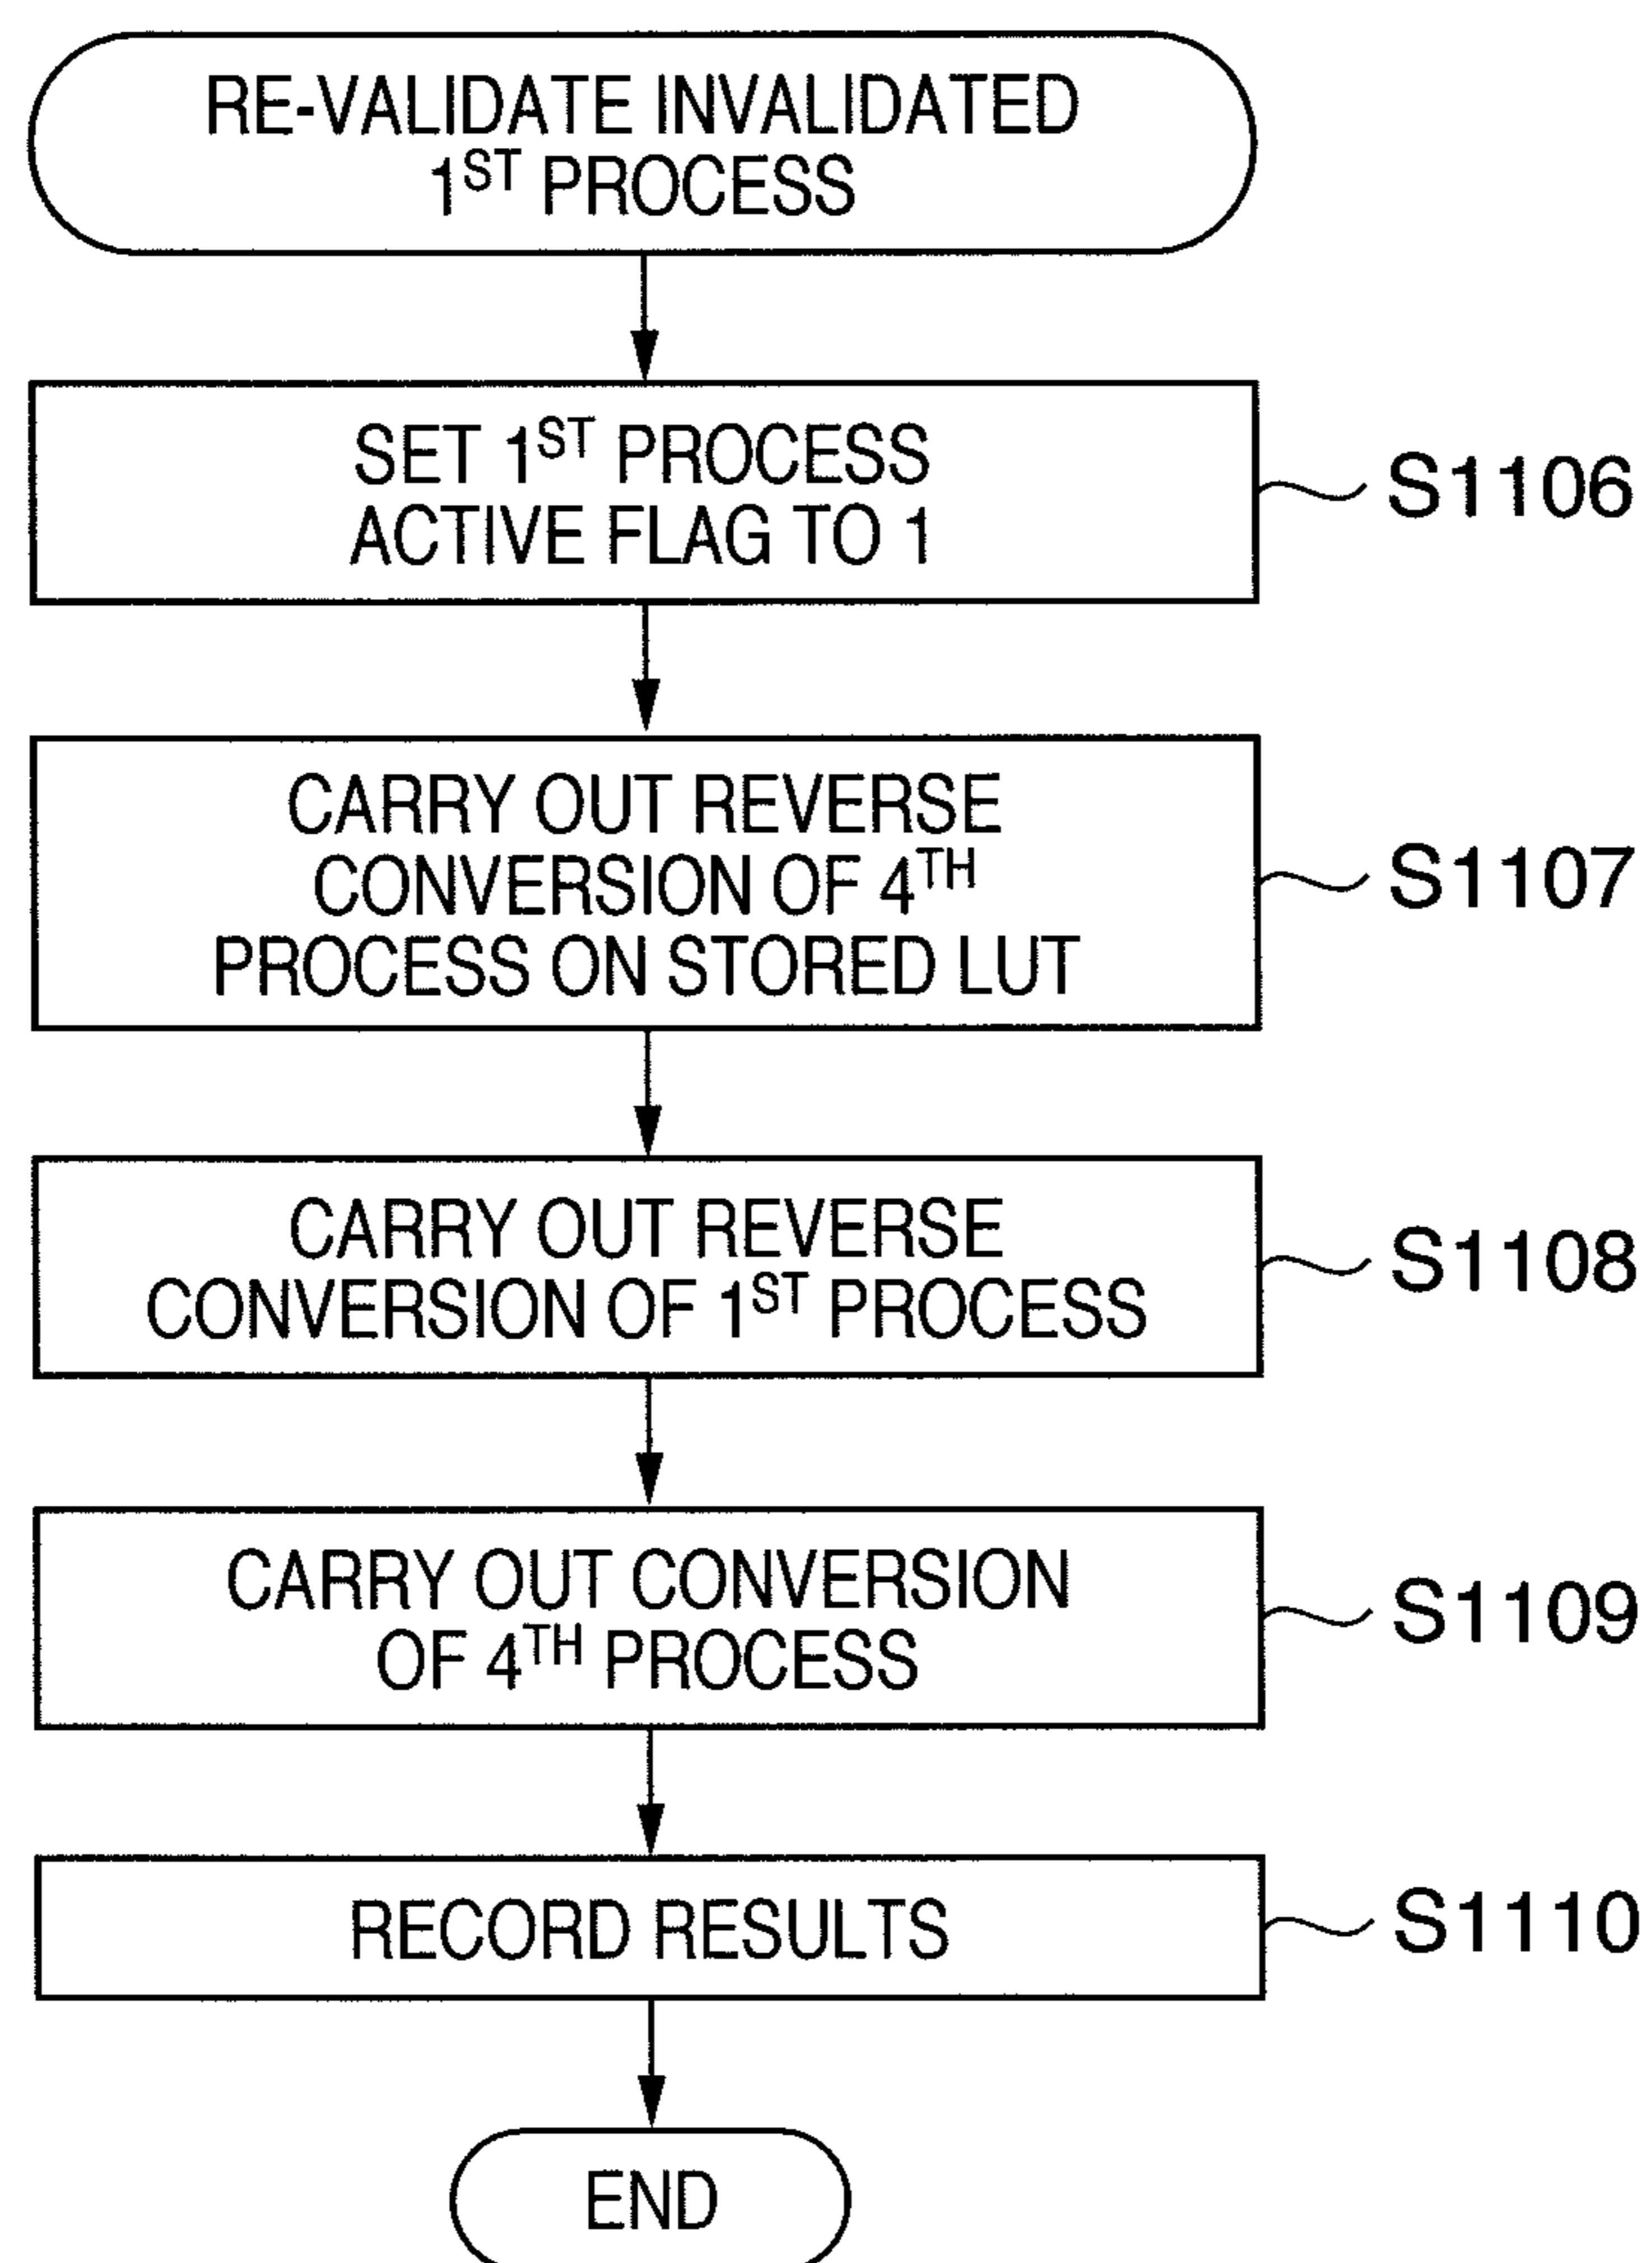 RE-VALIDATE INVALIDATED
1ST PROCESS
SET 1ST PROCESS
ACTIVE FLAG TO 1
S1106
CARRY OUT REVERSE
CONVERSION OF 4TH
PROCESS ON STORED LUT
S1107
CARRY OUT REVERSE
CONVERSION OF 1ST PROCESS
S1108
CARRY OUT CONVERSION
OF 4TH PROCESS
S1109
RECORD RESULTS
S1110
END